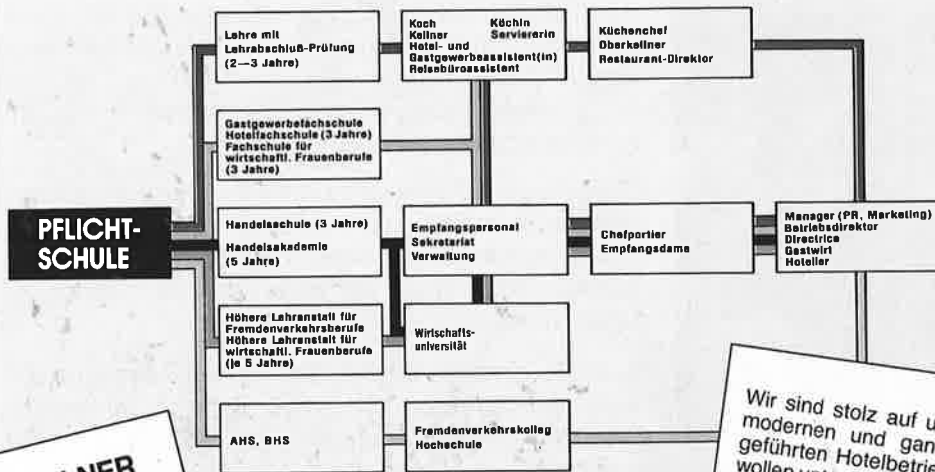 Lehre mit
Lehrabschluß-Prüfung
(2—3 Jahre)
Koch Köchin
Kellner Serviererin
Hotel- und
Gastgewerbeassistent(in)
Reisebüroassistent
Küchenchef
Oberkellner
Restaurant-Direktor
Gastgewerbefachschule
Hotelfachschule (3 Jahre)
Fachschule für
wirtschaftl. Frauenberufe
(3 Jahre)
PFLICHT-
SCHULE
Handelsschule (3 Jahre)
Handelsakademie
(5 Jahre)
Empfangspersonal
Sekretariat
Verwaltung
Chefportier
Empfangsdame
Manager (PR, Marketing)
Betriebsdirektor
Directrice
Gastwirt
Hotelier
Höhere Lehranstalt für
Fremdenverkehrsberufe
Höhere Lehranstalt für
wirtschaftl. Frauenberufe
(je 5 Jahre)
Wirtschafts-
universität
AHS, BHS
Fremdenverkehrskolleg
Hochschule
Wir sind stolz auf
modernen und
geführten